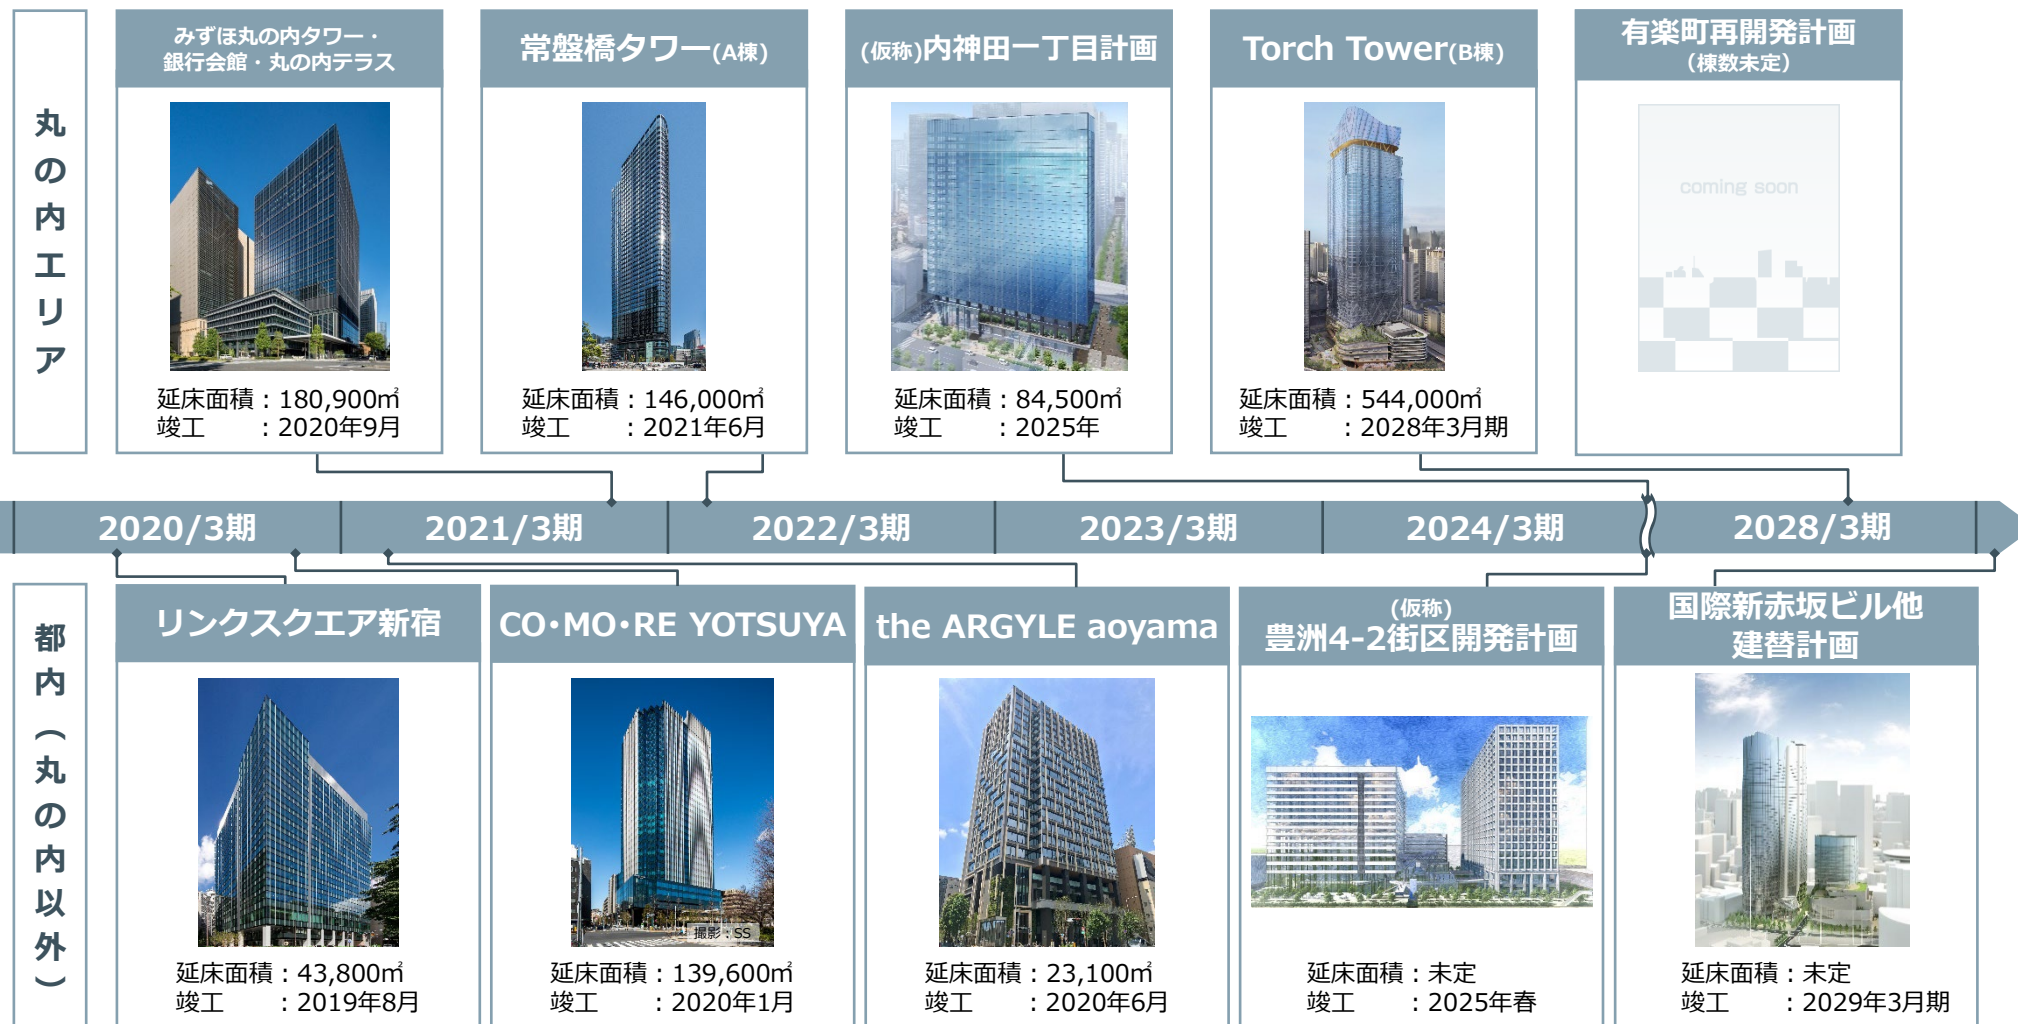 丸の内エリア
みずほ丸の内タワー・
銀行会館・丸の内テラス
延床面積：180,900㎡
竣工　　：2020年9月
常盤橋タワー(A棟)
延床面積：146,000㎡
竣工　　：2021年6月
(仮称)内神田一丁目計画
延床面積：84,500㎡
竣工　　：2025年
Torch Tower(B棟)
延床面積：544,000㎡
竣工　　：2028年3月期
有楽町再開発計画
（棟数未定）
coming soon
2020/3期
2021/3期
2022/3期
2023/3期
2024/3期
2028/3期
都内（丸の内以外）
リンクスクエア新宿
延床面積：43,800㎡
竣工　　：2019年8月
CO・MO・RE YOTSUYA
撮影：SS
延床面積：139,600㎡
竣工　　：2020年1月
the ARGYLE aoyama
延床面積：23,100㎡
竣工　　：2020年6月
(仮称)
豊洲4-2街区開発計画
延床面積：未定
竣工　　：2025年春
国際新赤坂ビル他
建替計画
延床面積：未定
竣工　　：2029年3月期